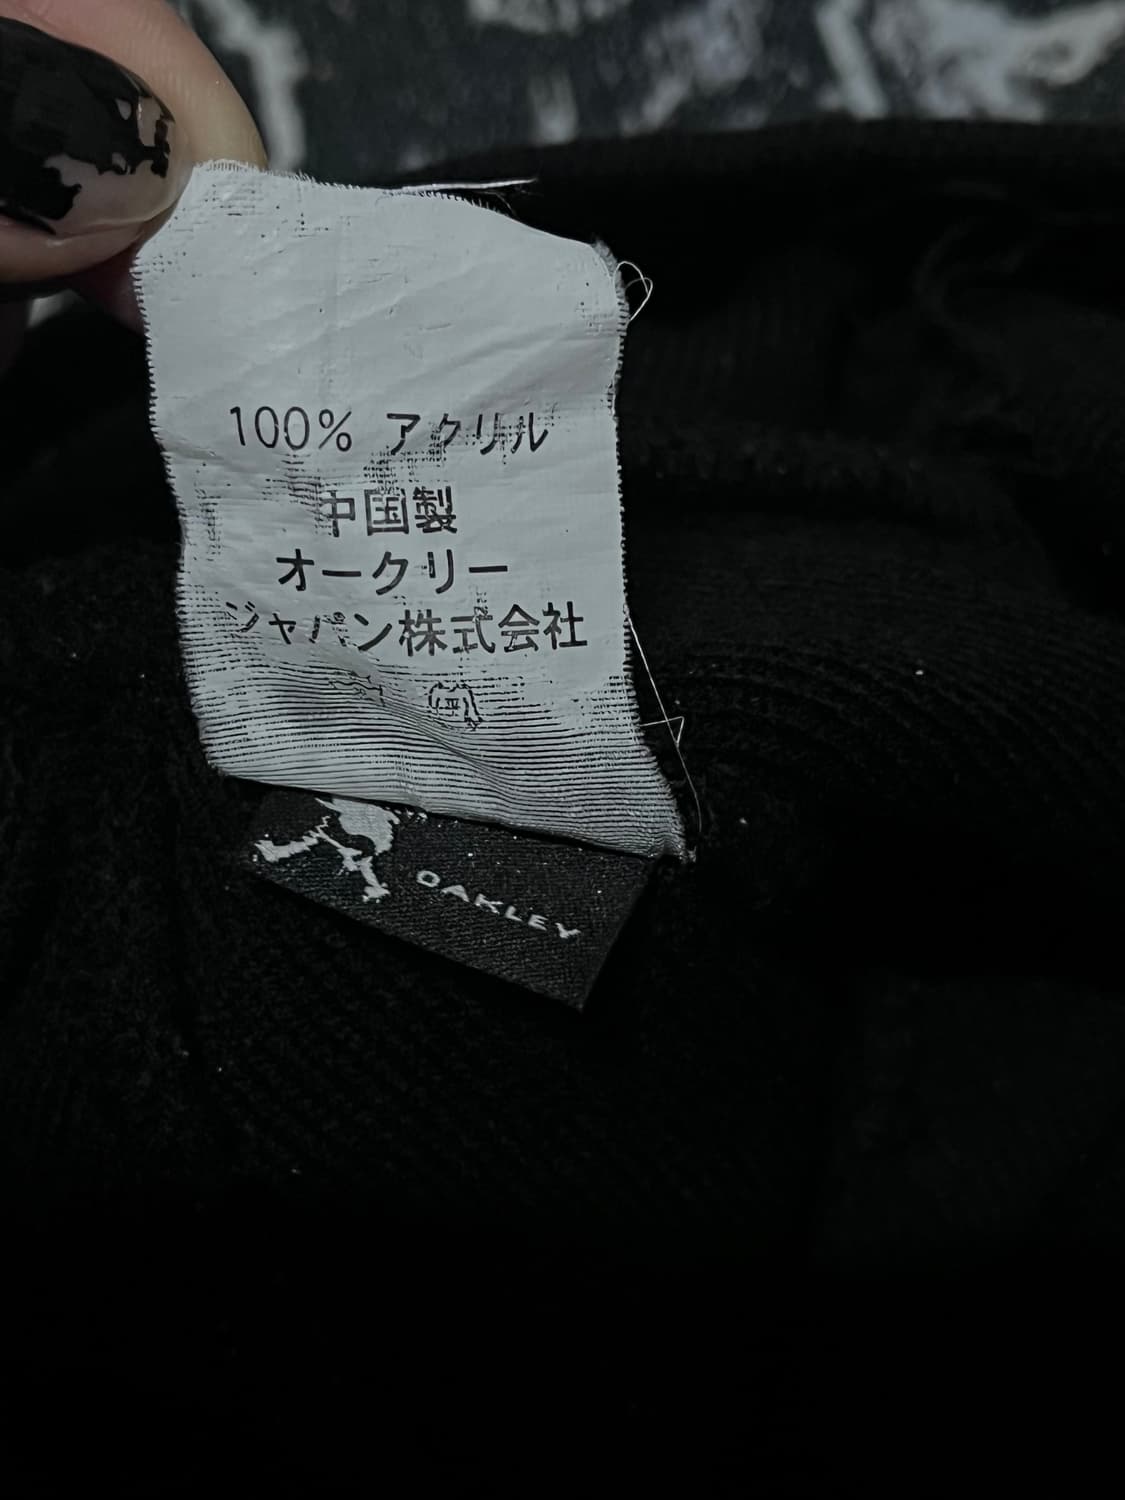 100% アクリル
中国製
オークリー
ジャパン株式会社
OAKLEY